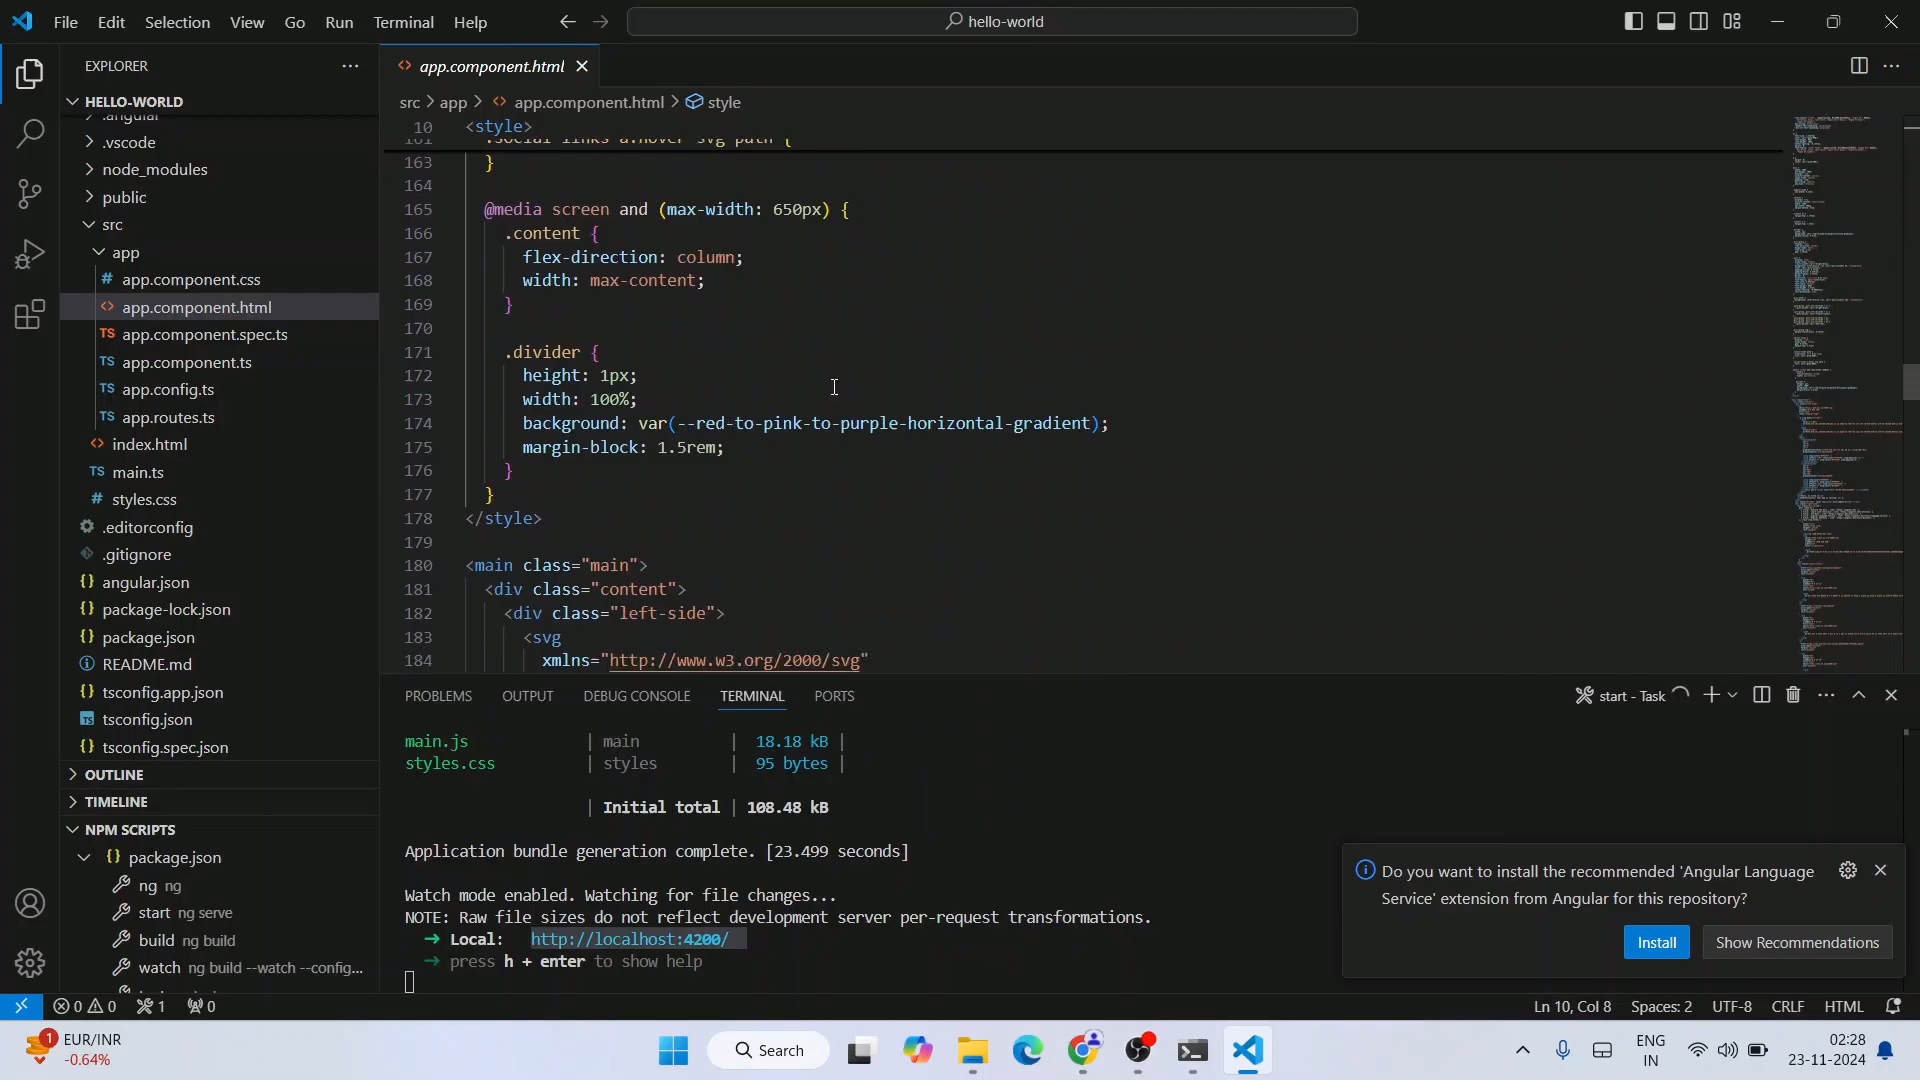 File Edit Selection View Go Run Terminal Help
hello-world
EXPLORER
app.component.html
HELLO-WORLD
src > app > app.component.html > style
.angular
.vscode
node_modules
public
src
app
app.component.css
app.component.html
app.component.spec.ts
app.component.ts
app.config.ts
app.routes.ts
index.html
main.ts
styles.css
.editorconfig
.gitignore
angular.json
package-lock.json
package.json
README.md
tsconfig.app.json
tsconfig.json
tsconfig.spec.json
OUTLINE
TIMELINE
NPM SCRIPTS
package.json
ng ng
start ng serve
build ng build
watch ng build --watch --config...
10 <style>
161 .social-links a:hover svg path {
163 }
164
165 @media screen and (max-width: 650px) {
166 .content {
167 flex-direction: column;
168 width: max-content;
169 }
170
171 .divider {
172 height: 1px;
173 width: 100%;
174 background: var(--red-to-pink-to-purple-horizontal-gradient);
175 margin-block: 1.5rem;
176 }
177 }
178 </style>
179
180 <main class="main">
181 <div class="content">
182 <div class="left-side">
183 <svg
184 xmlns="http://www.w3.org/2000/svg"
PROBLEMS OUTPUT DEBUG CONSOLE TERMINAL PORTS
start - Task
main.js | main | 18.18 kB |
styles.css | styles | 95 bytes |
| Initial total | 108.48 kB
Application bundle generation complete. [23.499 seconds]
Watch mode enabled. Watching for file changes...
NOTE: Raw file sizes do not reflect development server per-request transformations.
➜ Local: http://localhost:4200/
➜ press h + enter to show help
Do you want to install the recommended 'Angular Language
Service' extension from Angular for this repository?
Install
Show Recommendations
0 0 1 0
Ln 10, Col 8 Spaces: 2 UTF-8 CRLF HTML
1
EUR/INR
-0.64%
Search
ENG
IN
02:28
23-11-2024